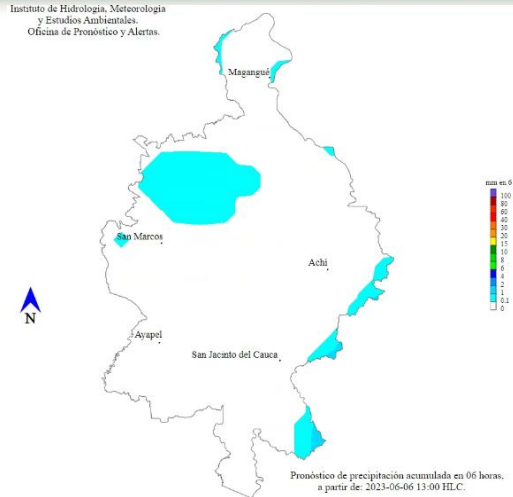 Instituto de Hidrología, Meteorología
y Estudios Ambientales.
Oficina de Pronóstico y Alertas.
Magangué
mm en 6
100
80
60
40
30
20
15
10
8
6
4
2
1
0.1
0
San Marcos
Achi
N
Ayapel
San Jacinto del Cauca
Pronóstico de precipitación acumulada en 06 horas,
a partir de: 2023-06-06 13:00 HLC.